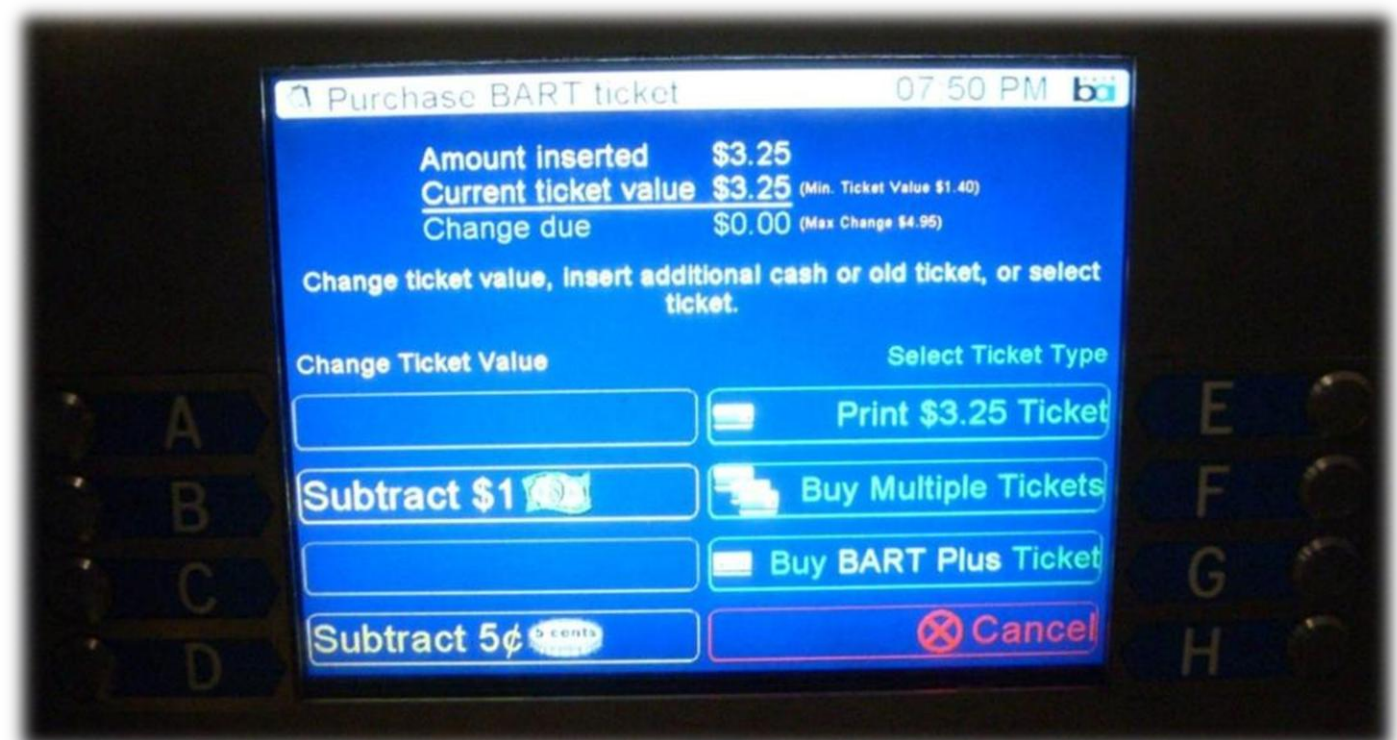 Purchase BART ticket 07:50 PM ba
Amount inserted $3.25
Current ticket value $3.25 (Min. Ticket Value $1.40)
Change due $0.00 (Max Change $4.95)
Change ticket value, insert additional cash or old ticket, or select
ticket.
Change Ticket Value Select Ticket Type
A Print $3.25 Ticket E
B Subtract $1 Buy Multiple Tickets F
C Buy BART Plus Ticket G
D Subtract 5¢ 5 cents Cancel H